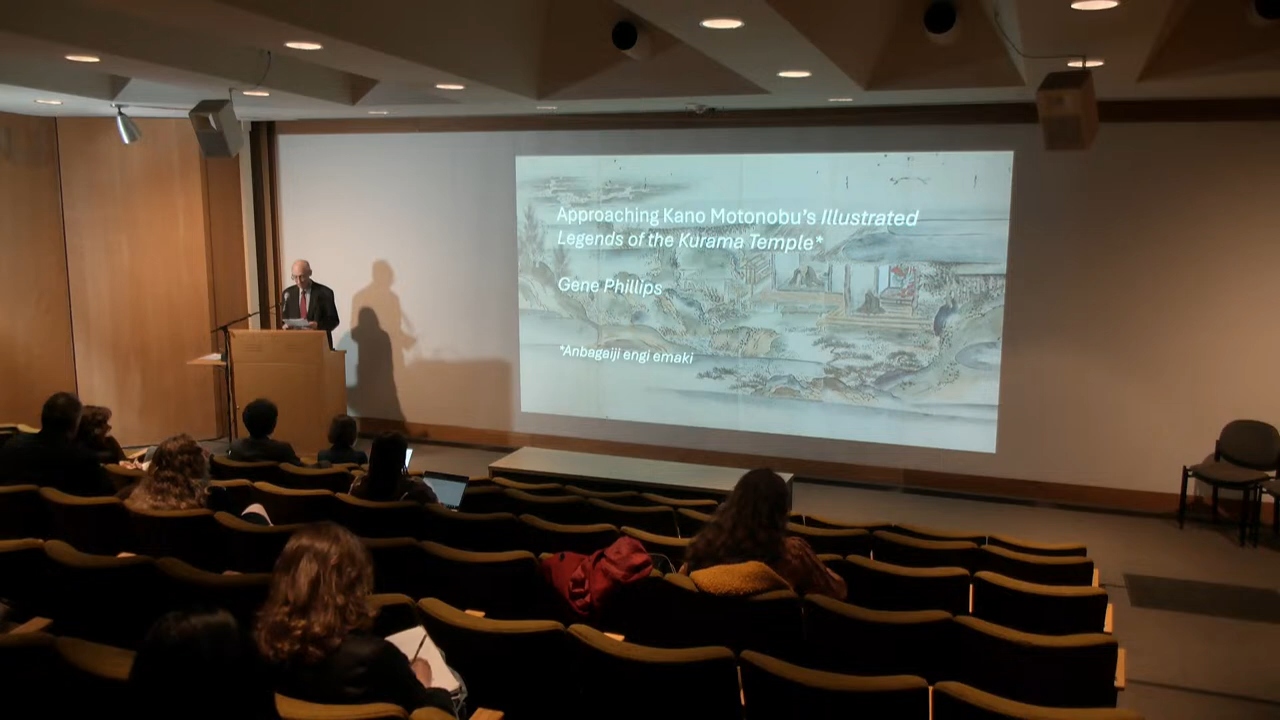 Approaching Kano Motonobu's Illustrated
Legends of the Kurama Temple*
Gene Phillips
*Anbagaiji engi emaki